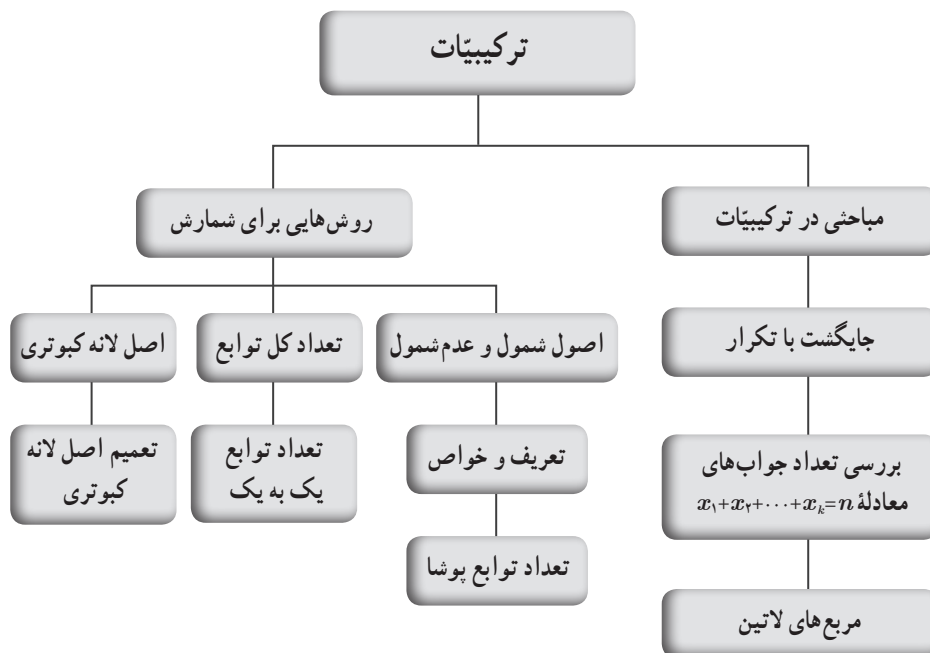 ترکیبیّات
مباحثی در ترکیبیّات
روش‌هایی برای شمارش
جایگشت با تکرار
اصول شمول و عدم‌شمول
تعداد کل توابع
اصل لانه کبوتری
بررسی تعداد جواب‌های
معادلهٔ x₁+x₂+⋯+xₖ=n
تعریف و خواص
تعداد توابع
یک به یک
تعمیم اصل لانه
کبوتری
تعداد توابع پوشا
مربع‌های لاتین